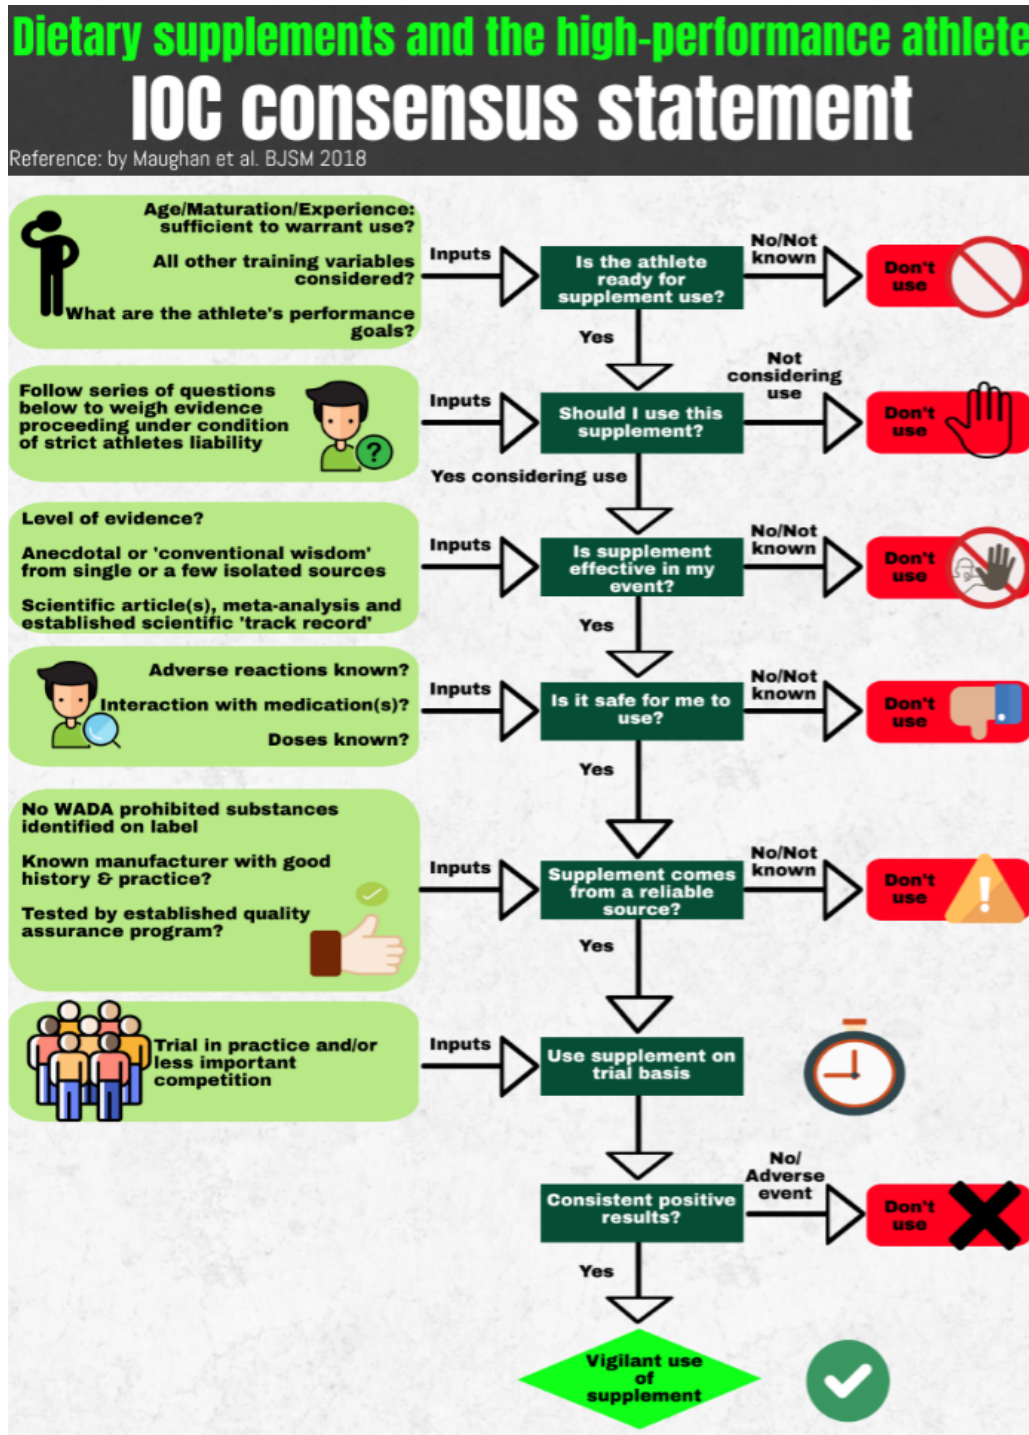 Dietary supplements and the high-performance athlete
IOC consensus statement
Reference: by Maughan et al. BJSM 2018
Age/Maturation/Experience:
sufficient to warrant use?
All other training variables
considered?
What are the athlete's performance
goals?
Inputs
Is the athlete
ready for
supplement use?
No/Not
known
Don't
use
Yes
Follow series of questions
below to weigh evidence
proceeding under condition
of strict athletes liability
?
Inputs
Should I use this
supplement?
Not
considering
use
Don't
use
Yes considering use
Level of evidence?
Anecdotal or 'conventional wisdom'
from single or a few isolated sources
Scientific article(s), meta-analysis and
established scientific 'track record'
Inputs
Is supplement
effective in my
event?
No/Not
known
Don't
use
Yes
Adverse reactions known?
Interaction with medication(s)?
Doses known?
Inputs
Is it safe for me to
use?
No/Not
known
Don't
use
Yes
No WADA prohibited substances
identified on label
Known manufacturer with good
history & practice?
Tested by established quality
assurance program?
Inputs
Supplement comes
from a reliable
source?
No/Not
known
Don't
use
!
Yes
Trial in practice and/or
less important
competition
Inputs
Use supplement on
trial basis
Consistent positive
results?
No/
Adverse
event
Don't
use
Yes
Vigilant use
of
supplement